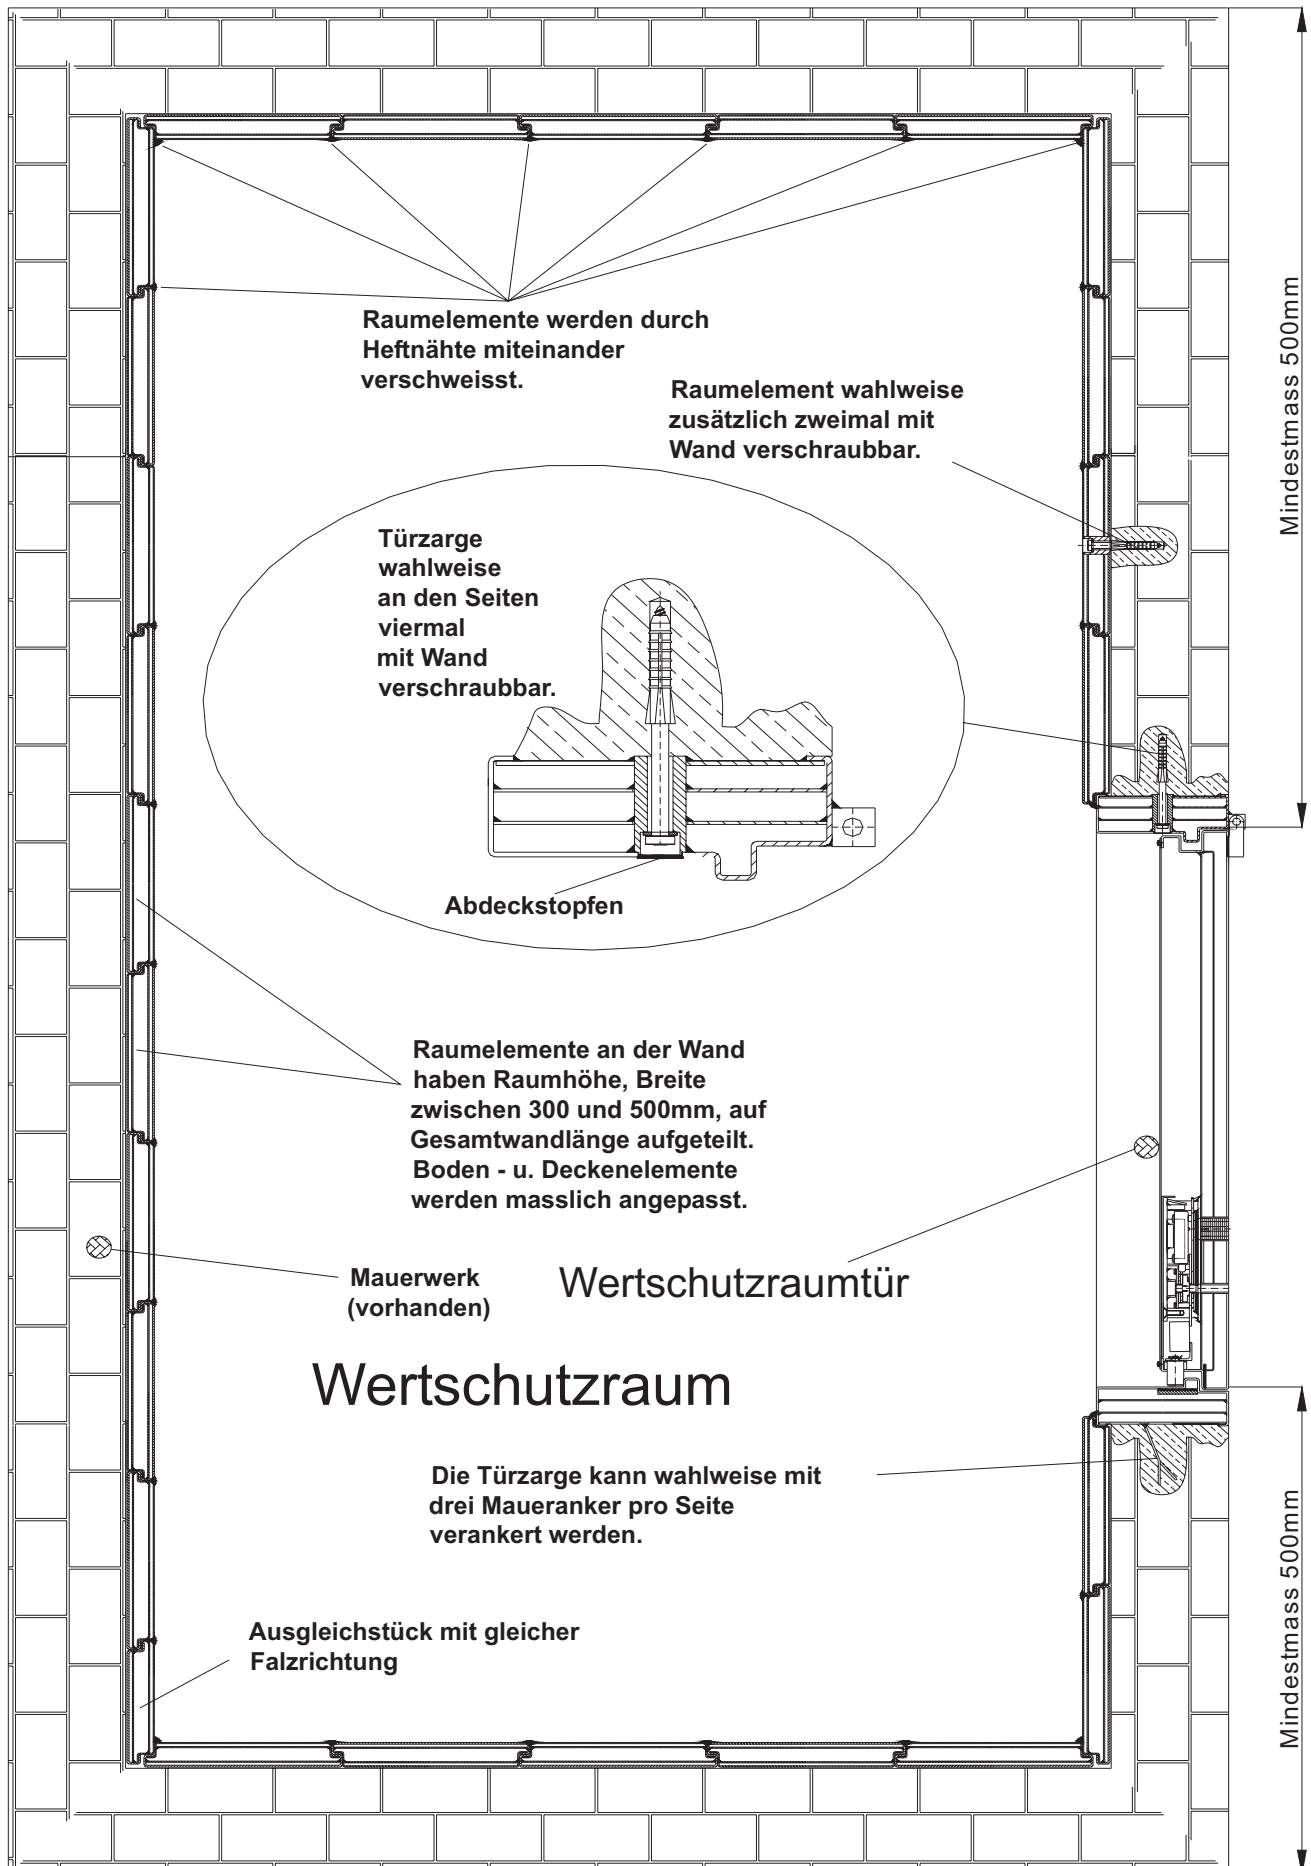 Raumelemente werden durch
Heftnähte miteinander
verschweisst.
Raumelement wahlweise
zusätzlich zweimal mit
Wand verschraubbar.
Mindestmass 500mm
Türzarge
wahlweise
an den Seiten
viermal
mit Wand
verschraubbar.
Abdeckstopfen
Raumelemente an der Wand
haben Raumhöhe, Breite
zwischen 300 und 500mm, auf
Gesamtwandlänge aufgeteilt.
Boden - u. Deckenelemente
werden masslich angepasst.
Mauerwerk
(vorhanden)
Wertschutzraumtür
Wertschutzraum
Die Türzarge kann wahlweise mit
drei Maueranker pro Seite
verankert werden.
Mindestmass 500mm
Ausgleichstück mit gleicher
Falzrichtung